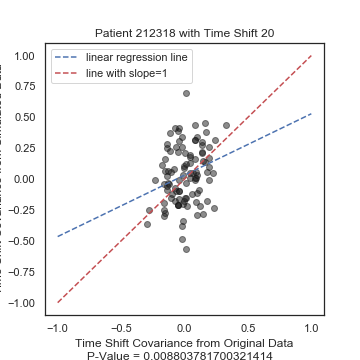 Patient 212318 with Time Shift 20
linear regression line
line with slope=1
1.00
0.75
0.50
0.25
0.00
−0.25
−0.50
−0.75
−1.00
−1.0
−0.5
0.0
0.5
1.0
Time Shift Covariance from Original Data
P-Value = 0.008803781700321414